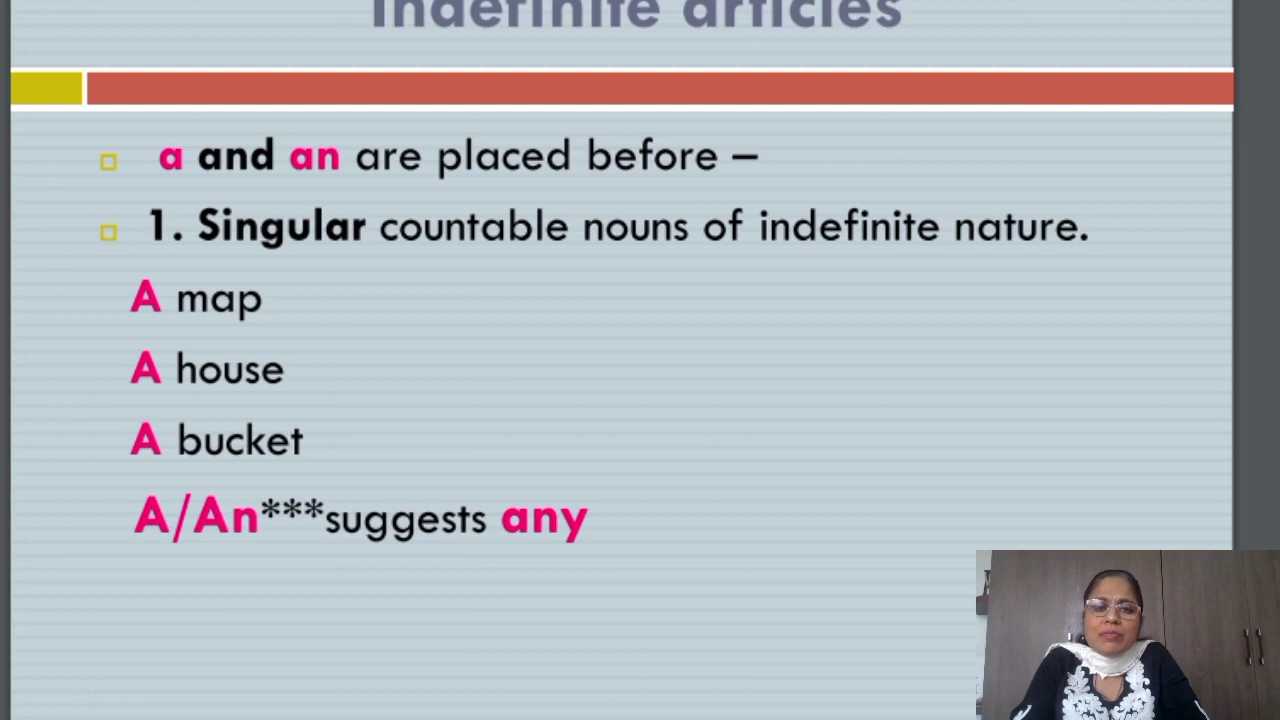 Indefinite articles
a and an are placed before –
1. Singular countable nouns of indefinite nature.
A map
A house
A bucket
A/An***suggests any